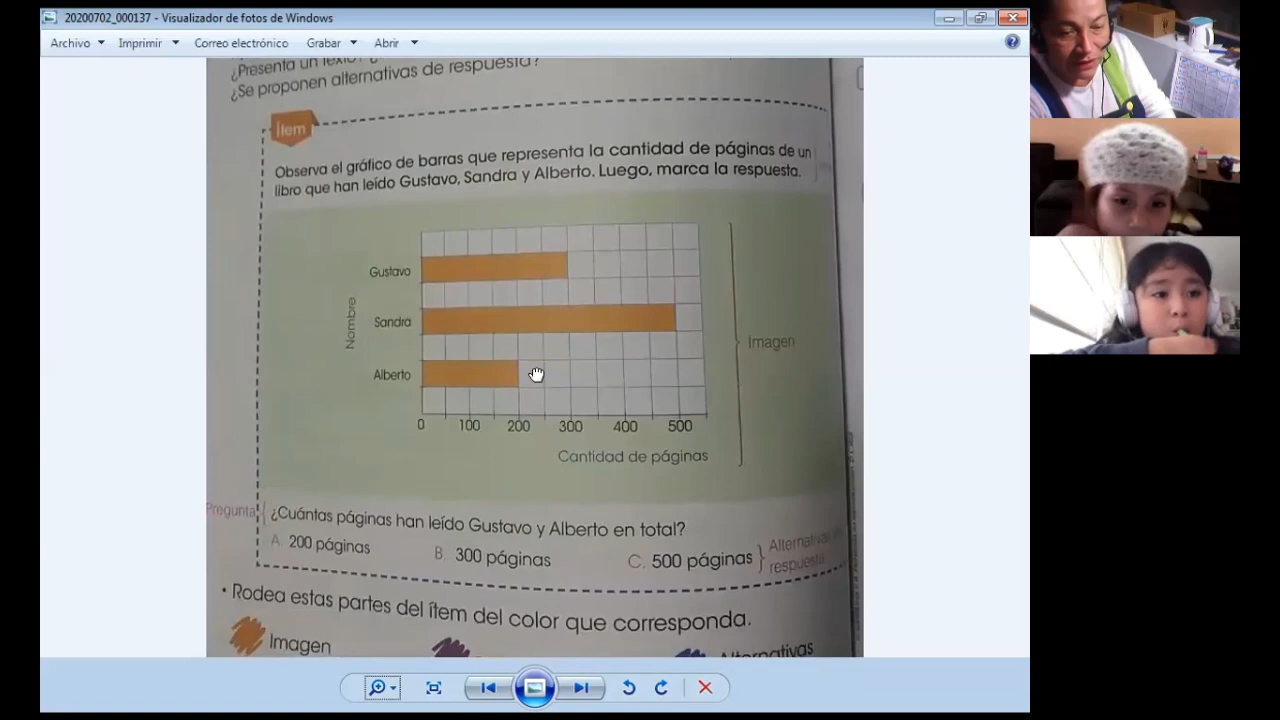 20200702_000137 - Visualizador de fotos de Windows
Archivo Imprimir Correo electrónico Grabar Abrir
¿Presenta un texto?
¿Se proponen alternativas de respuesta?
Ítem
Observa el gráfico de barras que representa la cantidad de páginas de un
libro que han leído Gustavo, Sandra y Alberto. Luego, marca la respuesta.
Gustavo
Sandra
Alberto
Nombre
Imagen
0 100 200 300 400 500
Cantidad de páginas
Pregunta
¿Cuántas páginas han leído Gustavo y Alberto en total?
A. 200 páginas B. 300 páginas C. 500 páginas
Alternativas
respuesta
• Rodea estas partes del ítem del color que corresponda.
Imagen
Alternativas